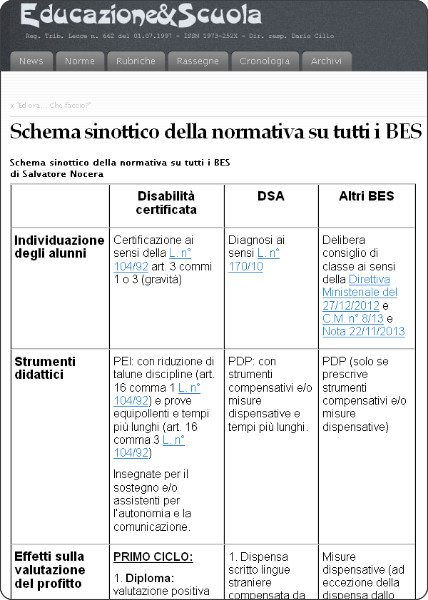 Educazione&Scuola
Reg. Trib. Lecce n. 662 del 01.07.1997 - ISSN 1973-252X - Dir. resp. Dario Cillo
News
Norme
Rubriche
Rassegne
Cronologia
Archivi
« “Ed ora… Che faccio?”
Schema sinottico della normativa su tutti i BES
Schema sinottico della normativa su tutti i BES
di Salvatore Nocera
Disabilità
certificata
DSA
Altri BES
Individuazione
degli alunni
Certificazione ai
sensi della L. n°
104/92 art. 3 commi
1 o 3 (gravità)
Diagnosi ai
sensi L. n°
170/10
Delibera
consiglio di
classe ai sensi
della Direttiva
Ministeriale del
27/12/2012 e
C.M. n° 8/13 e
Nota 22/11/2013
Strumenti
didattici
PEI: con riduzione di
talune discipline (art.
16 comma 1 L. n°
104/92) e prove
equipollenti e tempi
più lunghi (art. 16
comma 3 L. n°
104/92)
Insegnate per il
sostegno e/o
assistenti per
l’autonomia e la
comunicazione.
PDP: con
strumenti
compensativi e/o
misure
dispensative e
tempi più lunghi.
PDP (solo se
prescrive
strumenti
compensativi e/o
misure
dispensative)
Effetti sulla
valutazione
del profitto
PRIMO CICLO:
1. Diploma:
valutazione positiva
1. Dispensa
scritto lingue
straniere
compensata da
Misure
dispensative (ad
eccezione della
dispensa dallo